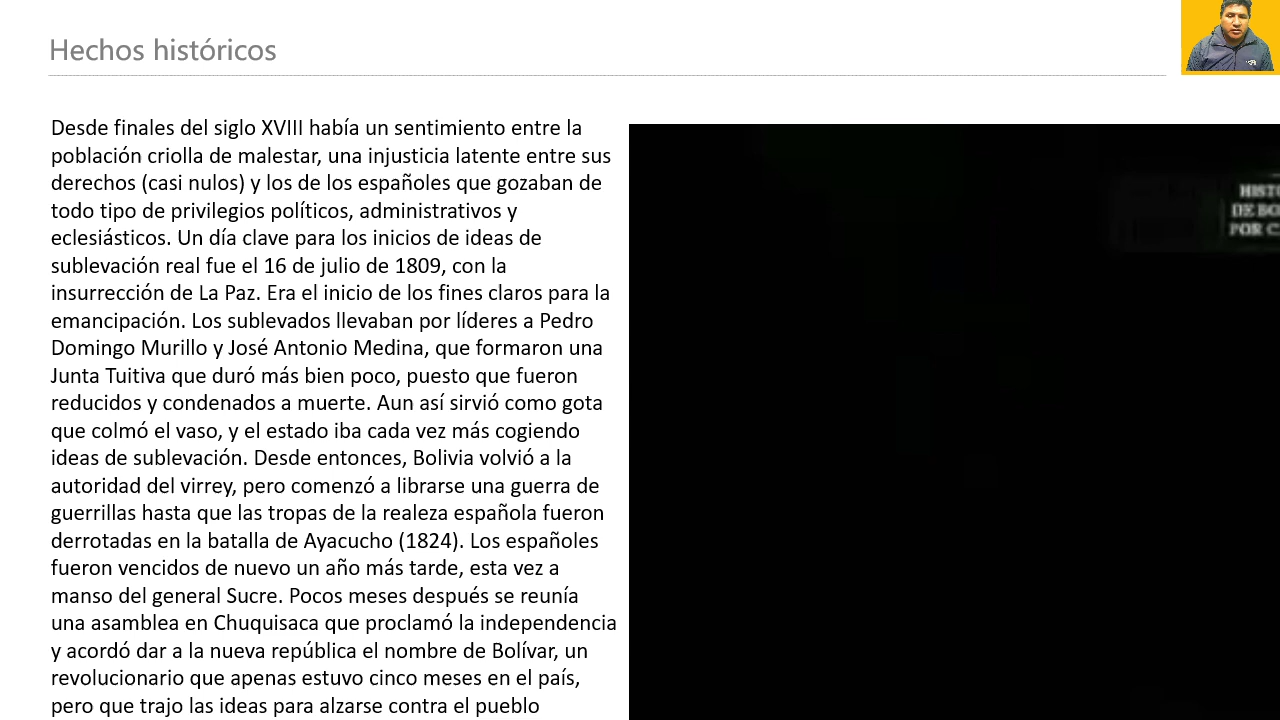 Hechos históricos
Desde finales del siglo XVIII había un sentimiento entre la
población criolla de malestar, una injusticia latente entre sus
derechos (casi nulos) y los de los españoles que gozaban de
todo tipo de privilegios políticos, administrativos y
eclesiásticos. Un día clave para los inicios de ideas de
sublevación real fue el 16 de julio de 1809, con la
insurrección de La Paz. Era el inicio de los fines claros para la
emancipación. Los sublevados llevaban por líderes a Pedro
Domingo Murillo y José Antonio Medina, que formaron una
Junta Tuitiva que duró más bien poco, puesto que fueron
reducidos y condenados a muerte. Aun así sirvió como gota
que colmó el vaso, y el estado iba cada vez más cogiendo
ideas de sublevación. Desde entonces, Bolivia volvió a la
autoridad del virrey, pero comenzó a librarse una guerra de
guerrillas hasta que las tropas de la realeza española fueron
derrotadas en la batalla de Ayacucho (1824). Los españoles
fueron vencidos de nuevo un año más tarde, esta vez a
manso del general Sucre. Pocos meses después se reunía
una asamblea en Chuquisaca que proclamó la independencia
y acordó dar a la nueva república el nombre de Bolívar, un
revolucionario que apenas estuvo cinco meses en el país,
pero que trajo las ideas para alzarse contra el pueblo
HISTO
DE BO
POR C